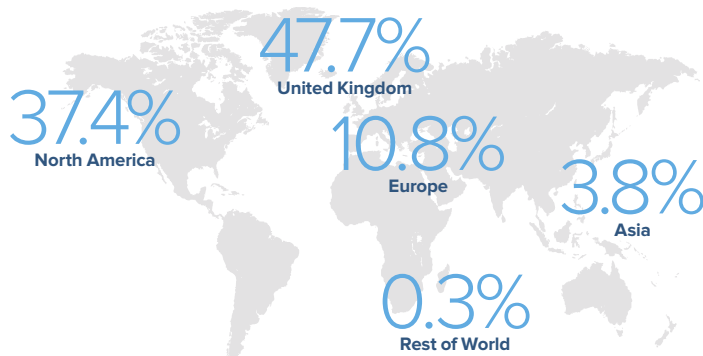 47.7%
United Kingdom
37.4%
North America
10.8%
Europe
3.8%
Asia
0.3%
Rest of World